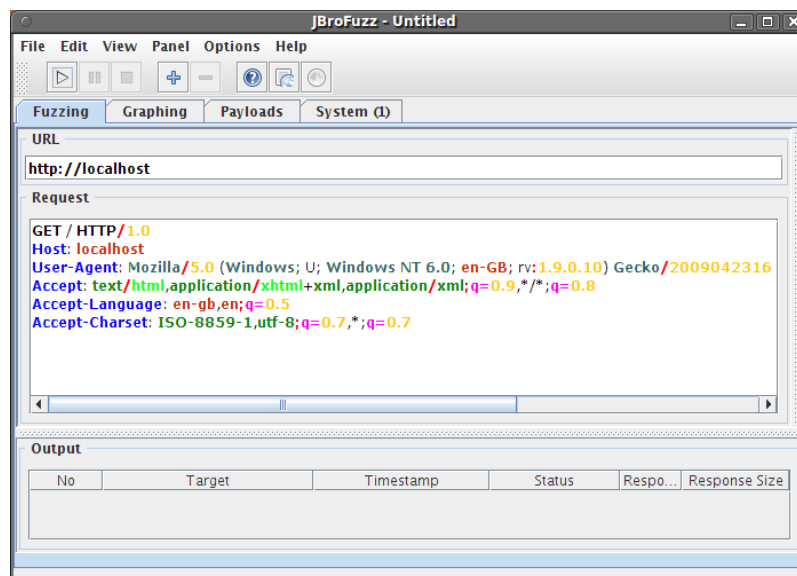 JBroFuzz - Untitled
File Edit View Panel Options Help
Fuzzing Graphing Payloads System (1)
URL
http://localhost
Request
GET / HTTP/1.0
Host: localhost
User-Agent: Mozilla/5.0 (Windows; U; Windows NT 6.0; en-GB; rv:1.9.0.10) Gecko/2009042316
Accept: text/html,application/xhtml+xml,application/xml;q=0.9,*/*;q=0.8
Accept-Language: en-gb,en;q=0.5
Accept-Charset: ISO-8859-1,utf-8;q=0.7,*;q=0.7
Output
No Target Timestamp Status Respo... Response Size